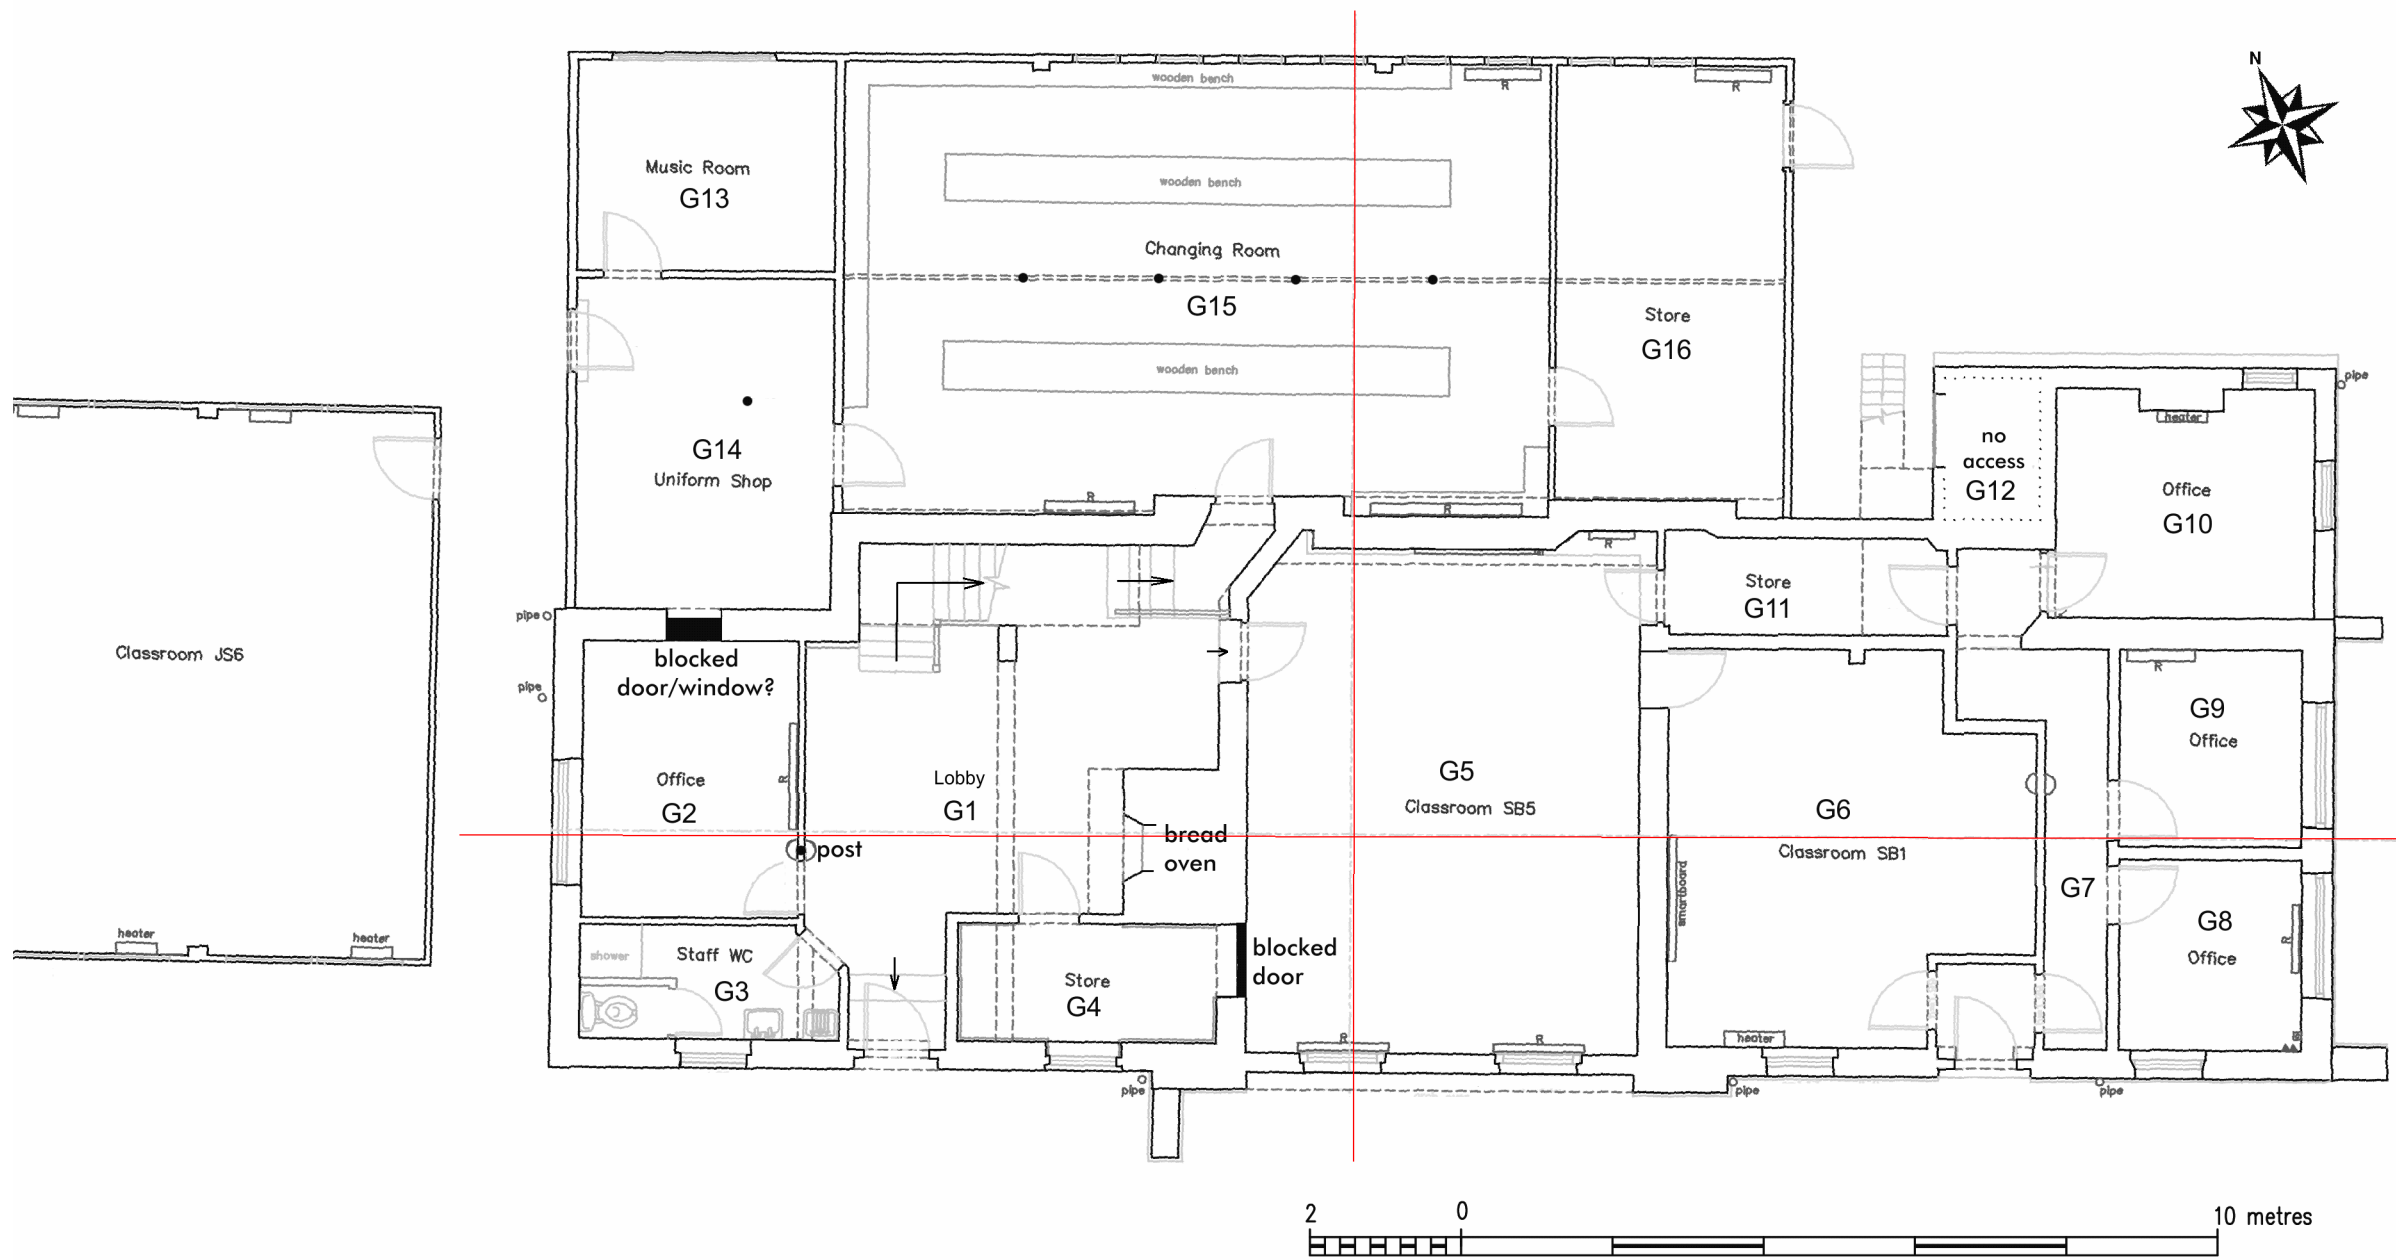 N
wooden bench
R
R
Music Room
G13
wooden bench
Changing Room
G15
Store
G16
wooden bench
pipe
heater
no
access
G12
G14
Uniform Shop
Office
G10
R
R
R
Store
G11
pipe
Classroom JS6
blocked
door/window?
pipe
R
G9
Office
Office
G2
R
Lobby
G1
G5
Classroom SB5
G6
Classroom SB1
post
bread
oven
smartboard
G7
G8
Office
R
heater
heater
shower
Staff WC
G3
Store
G4
blocked
door
R
R
heater
pipe
pipe
pipe
2
0
10 metres